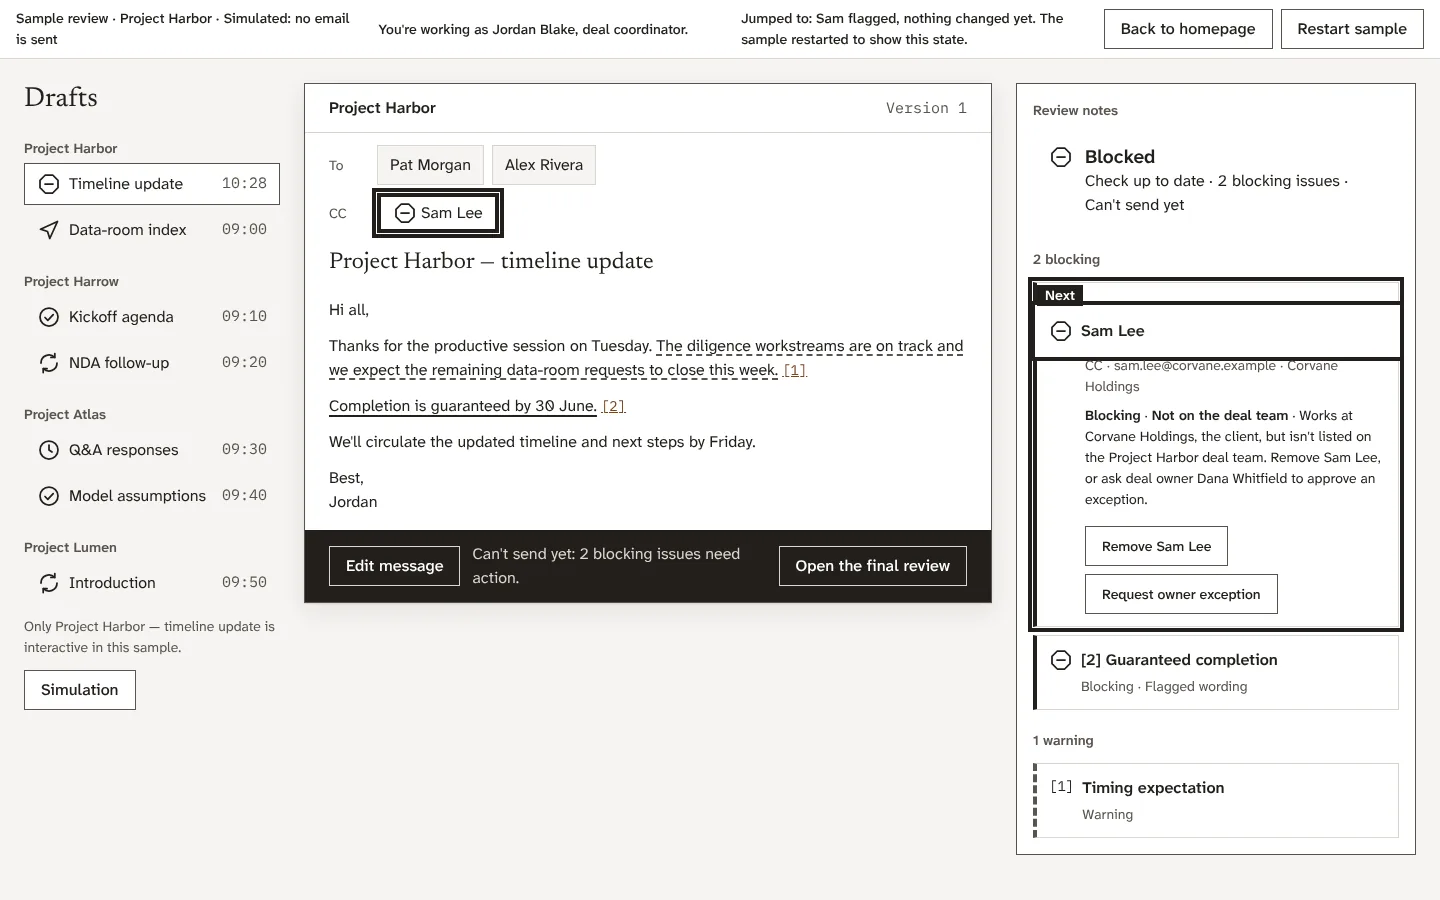 Sample review · Project Harbor · Simulated: no email
is sent
You're working as Jordan Blake, deal coordinator.
Jumped to: Sam flagged, nothing changed yet. The
sample restarted to show this state.
Back to homepage
Restart sample
Drafts
Project Harbor
Timeline update 10:28
Data-room index 09:00
Project Harrow
Kickoff agenda 09:10
NDA follow-up 09:20
Project Atlas
Q&A responses 09:30
Model assumptions 09:40
Project Lumen
Introduction 09:50
Only Project Harbor — timeline update is
interactive in this sample.
Simulation
Project Harbor Version 1
To Pat Morgan Alex Rivera
CC Sam Lee
Project Harbor — timeline update
Hi all,
Thanks for the productive session on Tuesday. The diligence workstreams are on track and
we expect the remaining data-room requests to close this week. [1]
Completion is guaranteed by 30 June. [2]
We'll circulate the updated timeline and next steps by Friday.
Best,
Jordan
Edit message
Can't send yet: 2 blocking issues need
action.
Open the final review
Review notes
Blocked
Check up to date · 2 blocking issues ·
Can't send yet
2 blocking
Next
Sam Lee
CC · sam.lee@corvane.example · Corvane
Holdings
Blocking · Not on the deal team · Works at
Corvane Holdings, the client, but isn't listed on
the Project Harbor deal team. Remove Sam Lee,
or ask deal owner Dana Whitfield to approve an
exception.
Remove Sam Lee
Request owner exception
[2] Guaranteed completion
Blocking · Flagged wording
1 warning
[1] Timing expectation
Warning